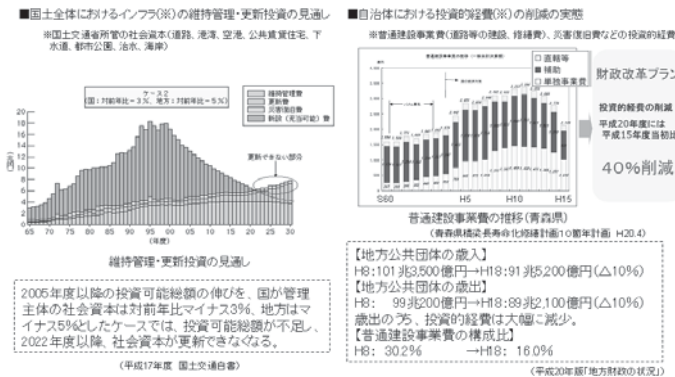 ■国土全体におけるインフラ(※)の維持管理・更新投資の見通し
※国土交通省所管の社会資本(道路、港湾、空港、公共賃貸住宅、下
水道、都市公園、治水、海岸)
ケース2
(国:対前年比-3%、地方:対前年比-5%)
維持管理費
更新費
災害復旧費
新設(充当可能)費
更新できない部分
(兆円)
20
18
16
14
12
10
8
6
4
2
0
65 70 75 80 85 90 95 00 05 10 15 20 25 30
(年度)
維持管理・更新投資の見通し
2005年度以降の投資可能総額の伸びを、国が管理
主体の社会資本は対前年比マイナス3%、地方はマ
イナス5%としたケースでは、投資可能総額が不足し、
2022年度以降、社会資本が更新できなくなる。
(平成17年度 国土交通白書)
■自治体における投資的経費(※)の削減の実態
※普通建設事業費(道路等の建設、修繕費)、災害復旧費などの投資的経費
□直轄等
■補助
□単独事業費
S60 H5 H10 H15
普通建設事業費の推移(青森県)
(青森県橋梁長寿命化修繕計画10箇年計画 H20.4)
財政改革プラン
投資的経費の削減
平成20年度には
平成15年度当初比
40%削減
【地方公共団体の歳入】
H8:101兆3,500億円→H18:91兆5,200億円(△10%)
【地方公共団体の歳出】
H8: 99兆200億円→H18:89兆2,100億円(△10%)
歳出のうち、投資的経費は大幅に減少。
【普通建設事業費の構成比】
H8: 30.2% →H18: 16.0%
(平成20年版「地方財政の状況」)